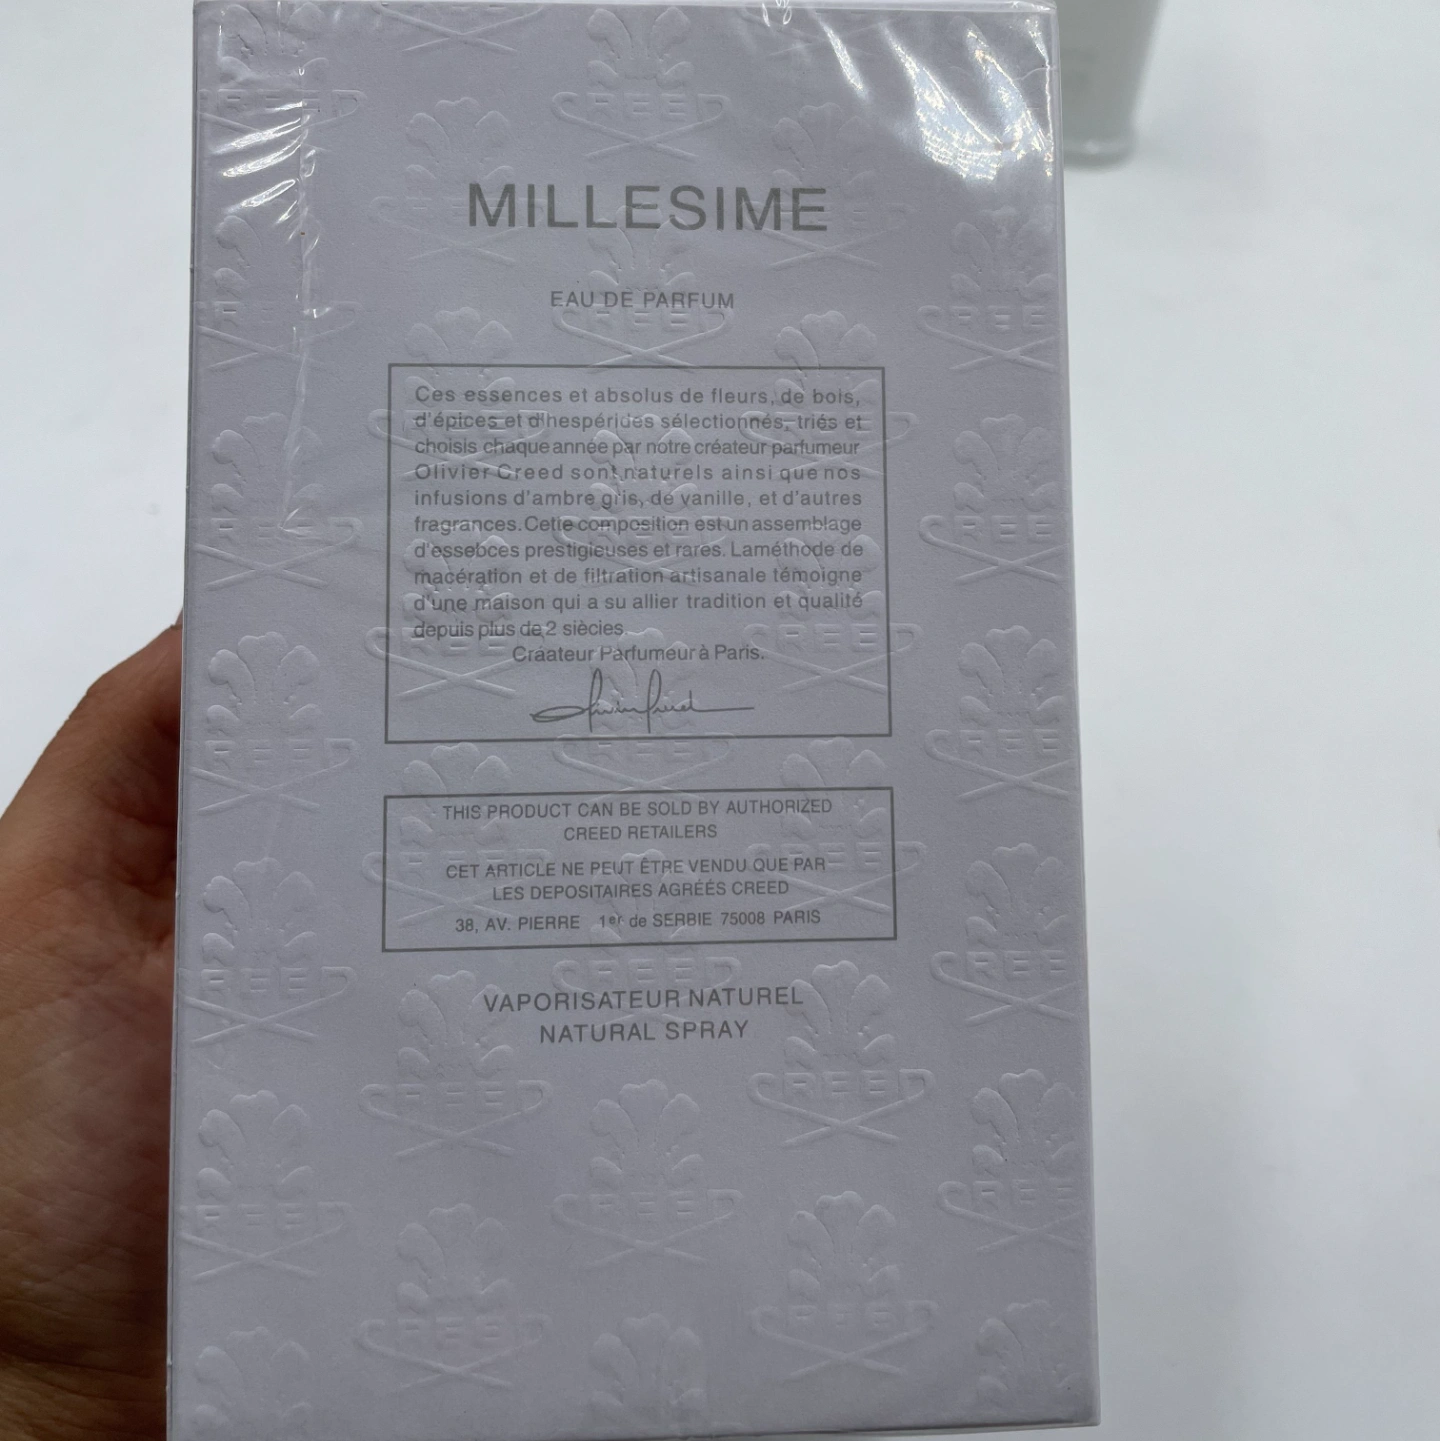 MILLESIME
EAU DE PARFUM
Ces essences et absolus de fleurs, de bois,
d'épices et d'hespérides sélectionnés, triés et
choisis chaque année par notre créateur parfumeur
Olivier Creed sont naturels ainsi que nos
infusions d'ambre gris, de vanille, et d'autres
fragrances. Cette composition est un assemblage
d'essebces prestigieuses et rares. Laméthode de
macération et de filtration artisanale témoigne
d'une maison qui a su allier tradition et qualité
depuis plus de 2 siècies.
Cráateur Parfumeur à Paris.
Olivier Creed
THIS PRODUCT CAN BE SOLD BY AUTHORIZED
CREED RETAILERS
CET ARTICLE NE PEUT ÊTRE VENDU QUE PAR
LES DEPOSITAIRES AGRÉÉS CREED
38, AV. PIERRE 1er de SERBIE 75008 PARIS
VAPORISATEUR NATUREL
NATURAL SPRAY
CREED